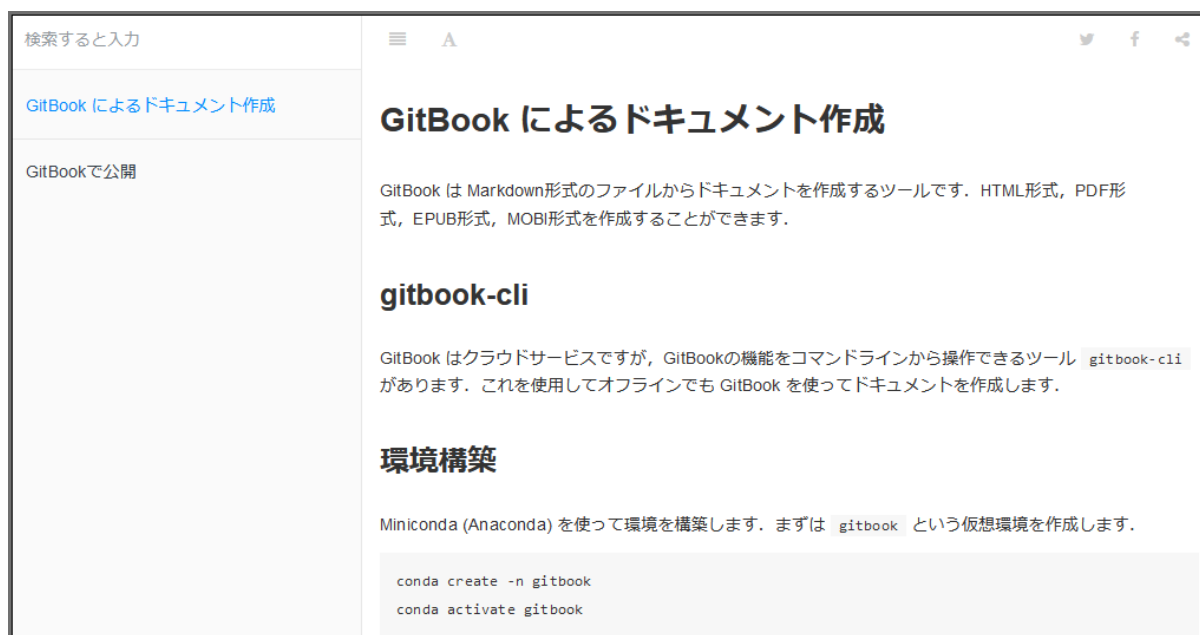 検索すると入力
GitBook によるドキュメント作成
GitBookで公開
A
GitBook によるドキュメント作成
GitBook は Markdown形式のファイルからドキュメントを作成するツールです．HTML形式，PDF形
式，EPUB形式，MOBI形式を作成することができます．
gitbook-cli
GitBook はクラウドサービスですが，GitBookの機能をコマンドラインから操作できるツール gitbook-cli
があります．これを使用してオフラインでも GitBook を使ってドキュメントを作成します．
環境構築
Miniconda (Anaconda) を使って環境を構築します．まずは gitbook という仮想環境を作成します．
conda create -n gitbook
conda activate gitbook